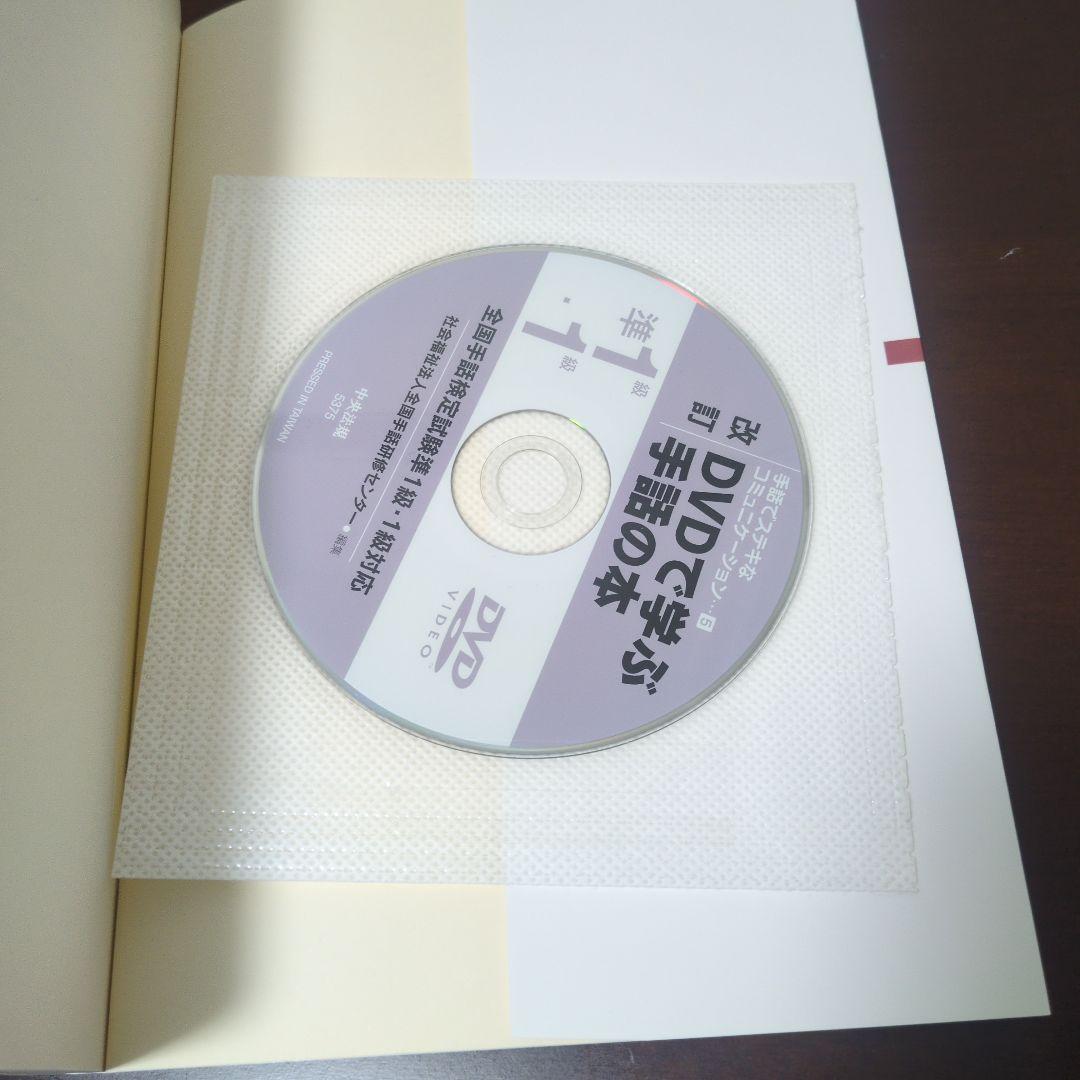 手話でステキな
コミュニケーション…5
改訂
DVDで学ぶ
手話の本
準1級
・1級
DVD
VIDEO
TM
全国手話検定試験準1級・1級対応
社会福祉法人全国手話研修センター●編集
中央法規
5375
PRESSED IN TAIWAN